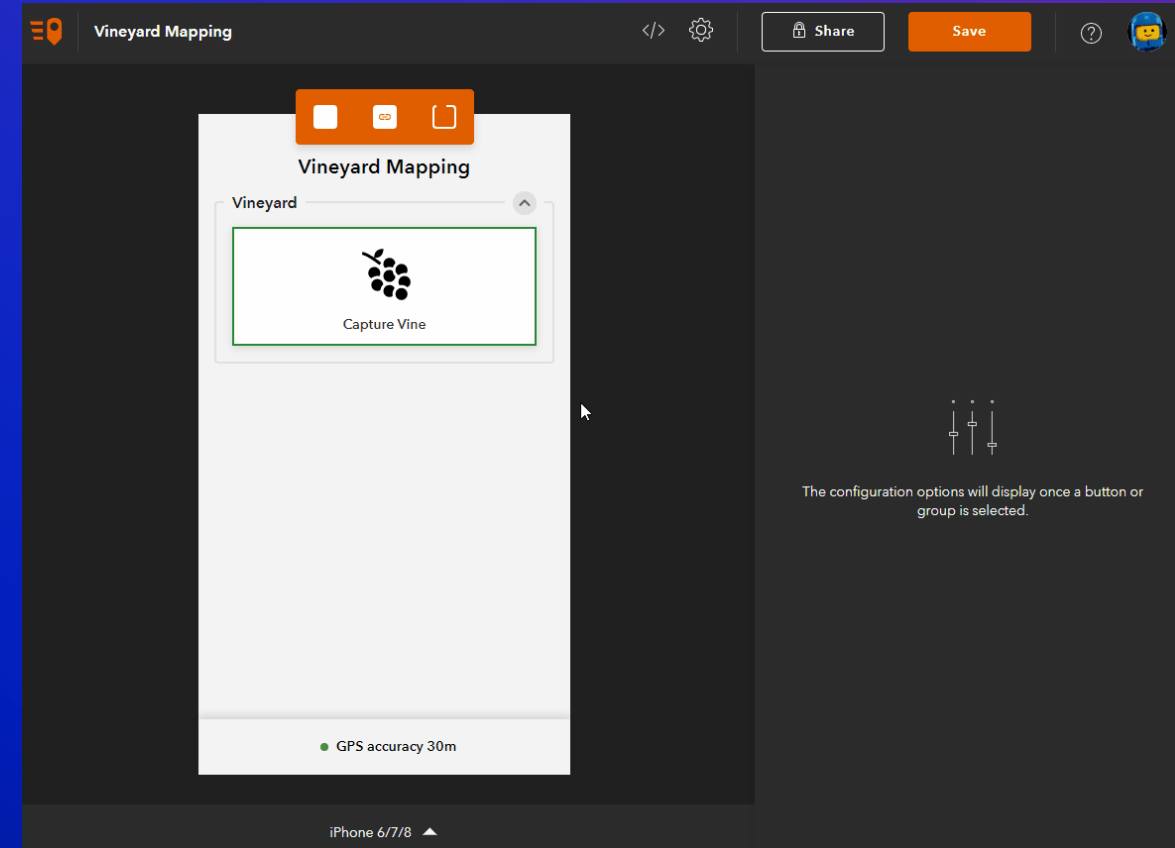 Vineyard Mapping
</>
Share
Save
?
Vineyard Mapping
Vineyard
Capture Vine
GPS accuracy 30m
The configuration options will display once a button or
group is selected.
iPhone 6/7/8